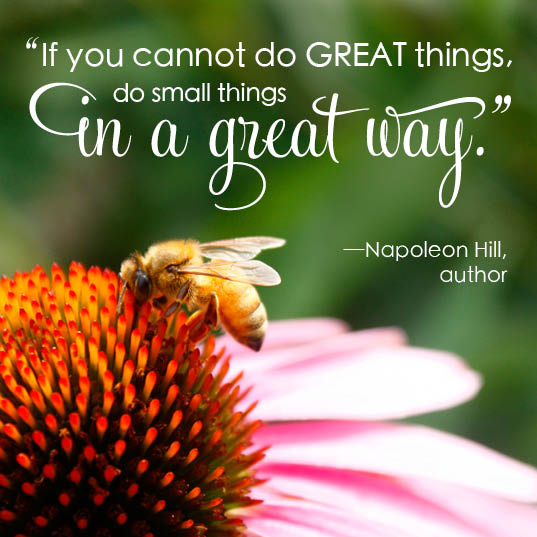 “If you cannot do GREAT things,
do small things
in a great way.”
—Napoleon Hill,
author